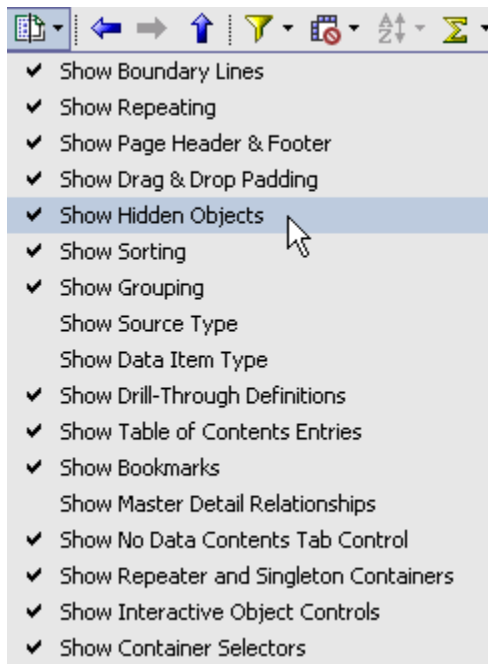 Show Boundary Lines
Show Repeating
Show Page Header & Footer
Show Drag & Drop Padding
Show Hidden Objects
Show Sorting
Show Grouping
Show Source Type
Show Data Item Type
Show Drill-Through Definitions
Show Table of Contents Entries
Show Bookmarks
Show Master Detail Relationships
Show No Data Contents Tab Control
Show Repeater and Singleton Containers
Show Interactive Object Controls
Show Container Selectors